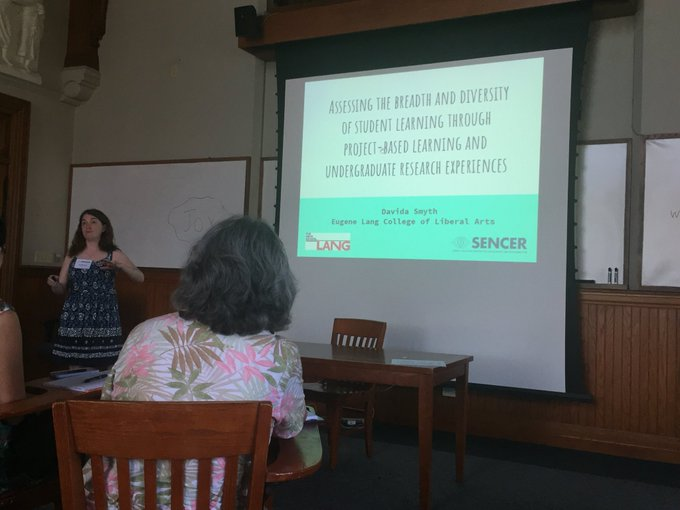 ASSESSING THE BREADTH AND DIVERSITY
OF STUDENT LEARNING THROUGH
PROJECT-BASED LEARNING AND
UNDERGRADUATE RESEARCH EXPERIENCES
Davida Smyth
Eugene Lang College of Liberal Arts
LANG
SENCER